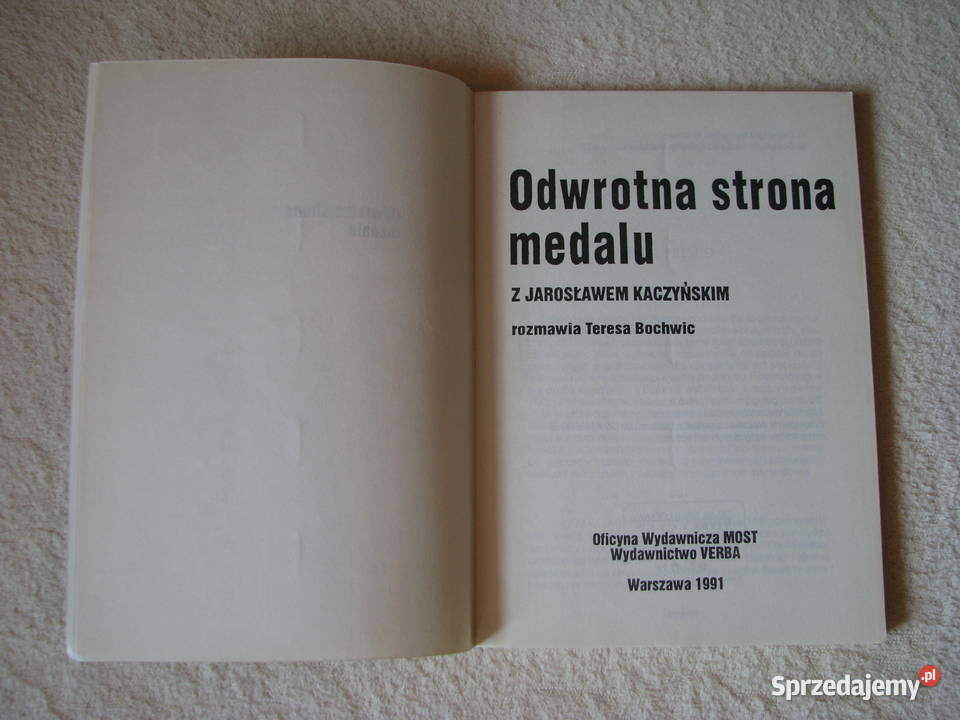 Odwrotna strona
medalu
Z JAROSŁAWEM KACZYŃSKIM
rozmawia Teresa Bochwic
Oficyna Wydawnicza MOST
Wydawnictwo VERBA
Warszawa 1991
Sprzedajemy.pl